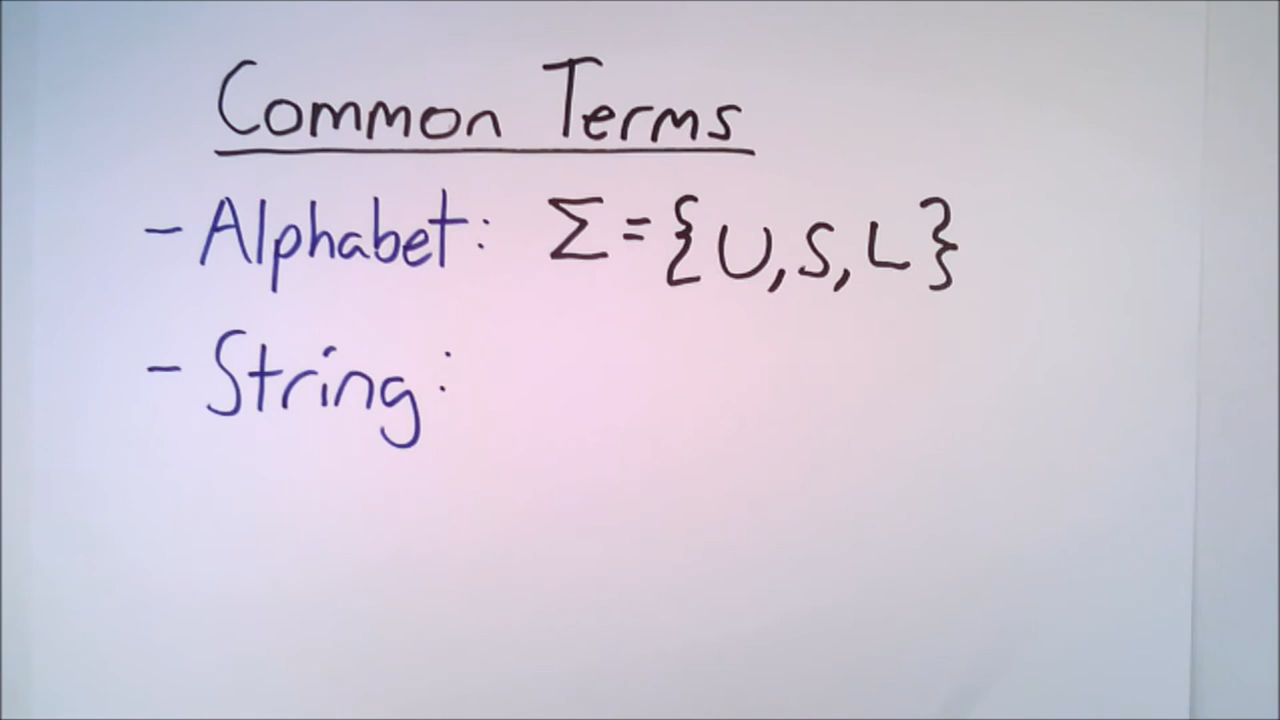 Common Terms
- Alphabet: Σ = {U, S, L}
- String: